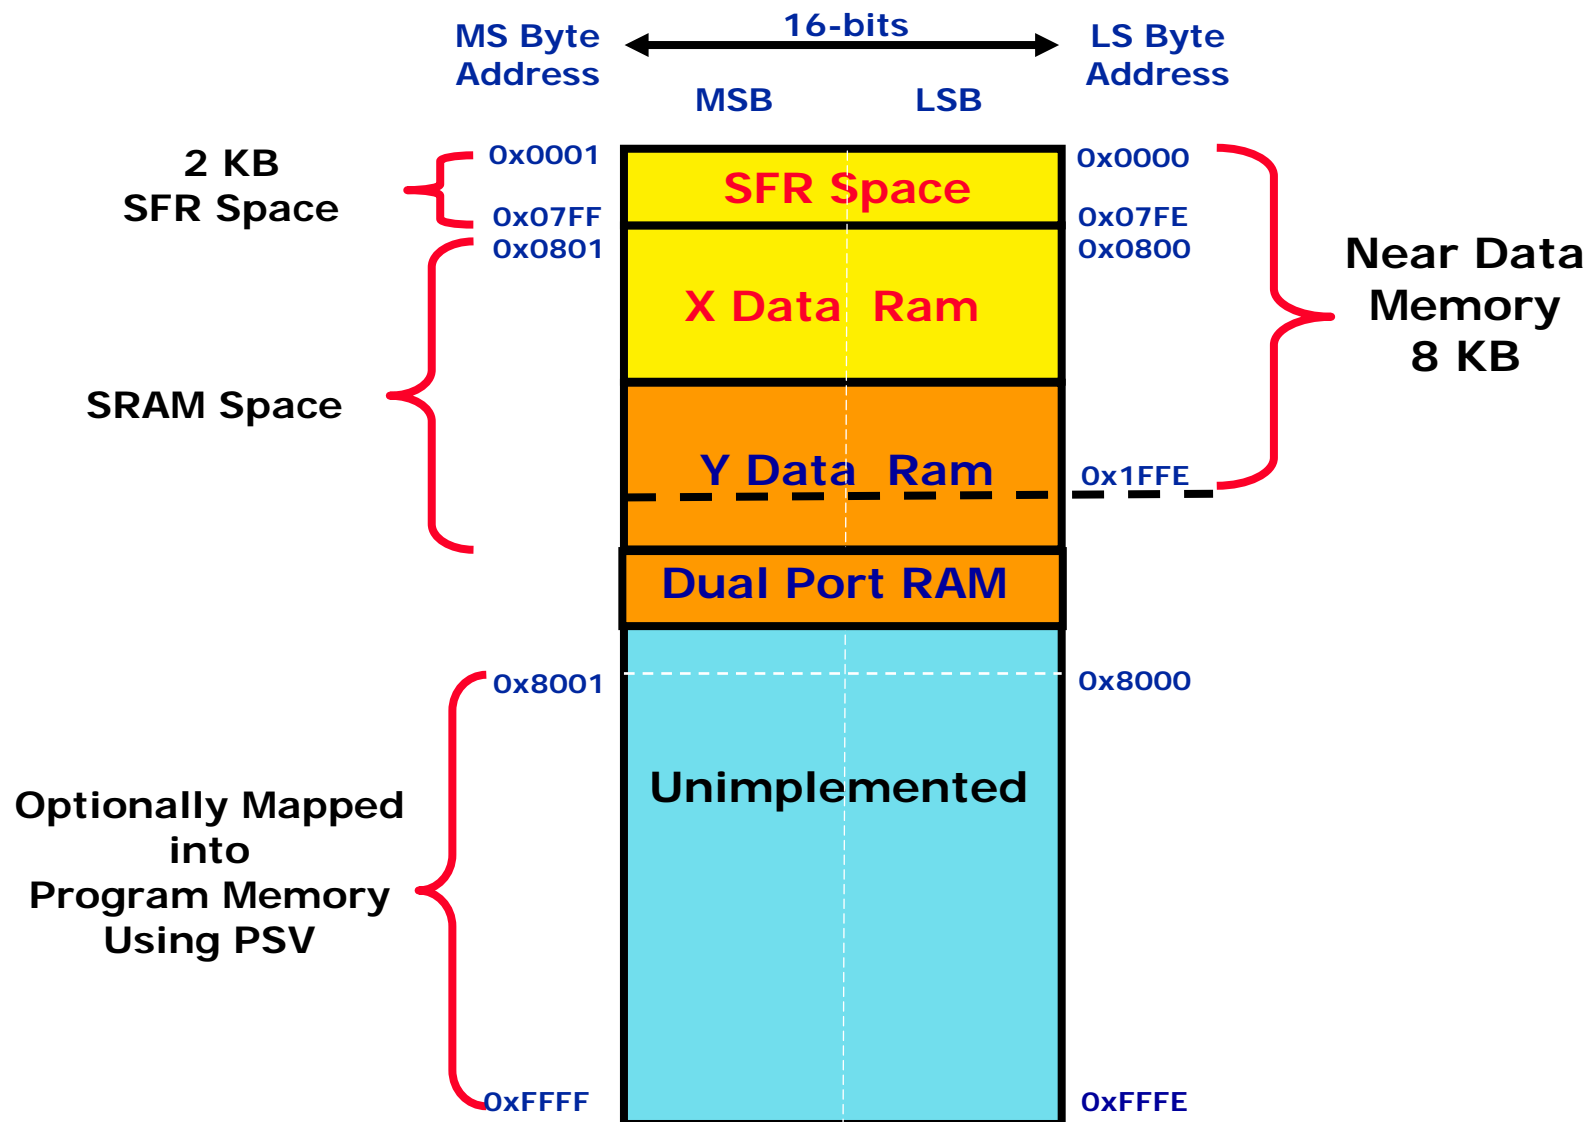 MS Byte
Address
16-bits
LS Byte
Address
MSB
LSB
2 KB
SFR Space
0x0001
0x07FF
SFR Space
0x0000
0x07FE
0x0801
0x0800
X Data Ram
Near Data
Memory
8 KB
SRAM Space
Y Data Ram
0x1FFE
Dual Port RAM
0x8001
0x8000
Unimplemented
Optionally Mapped
into
Program Memory
Using PSV
0xFFFF
0xFFFE